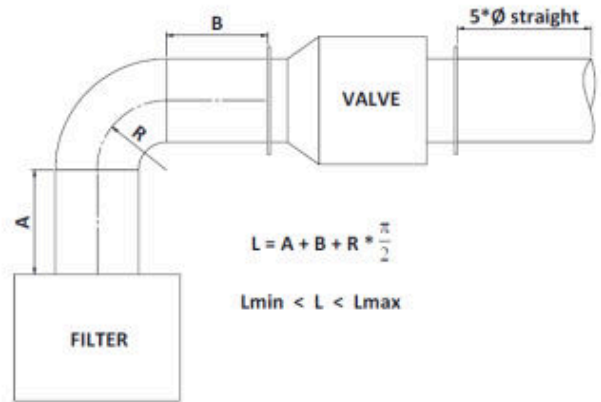 B
5*Ø straight
VALVE
R
A
L = A + B + R * π/2
Lmin < L < Lmax
FILTER